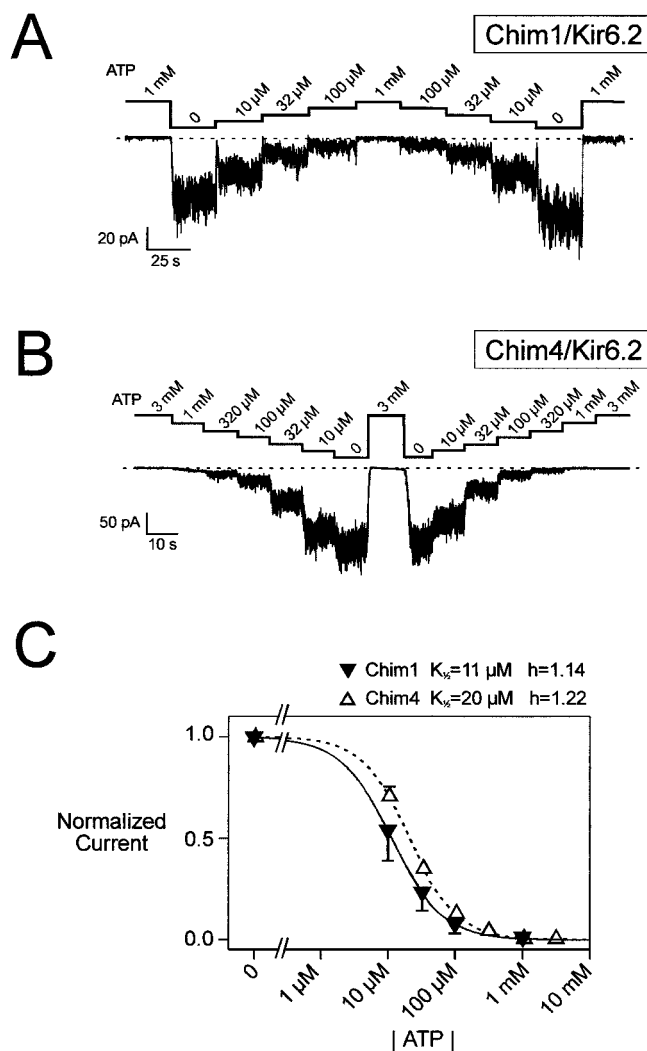 A
Chim1/Kir6.2
ATP
1 mM
0
10 µM
32 µM
100 µM
1 mM
100 µM
32 µM
10 µM
0
1 mM
20 pA
25 s
B
Chim4/Kir6.2
ATP
3 mM
1 mM
320 µM
100 µM
32 µM
10 µM
0
3 mM
0
10 µM
32 µM
100 µM
320 µM
1 mM
3 mM
50 pA
10 s
C
▼ Chim1 K½=11 µM h=1.14
△ Chim4 K½=20 µM h=1.22
1.0
Normalized
Current
0.5
0.0
0
1 µM
10 µM
100 µM
1 mM
10 mM
| ATP |